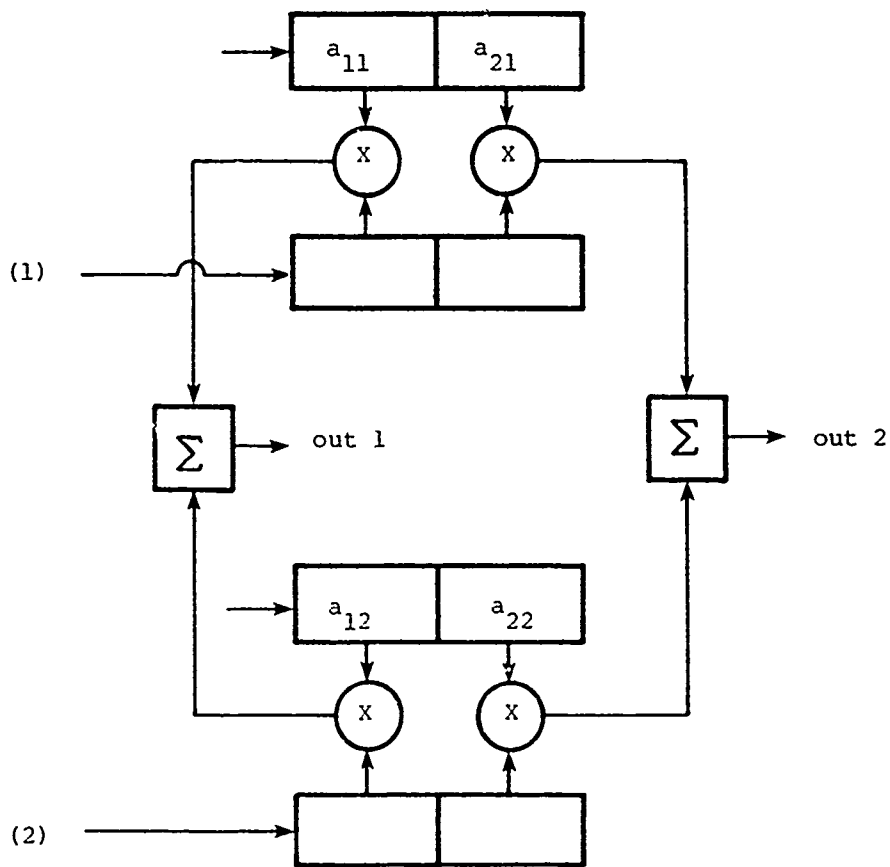 a11 a21
X X
(1)
Σ out 1 Σ out 2
a12 a22
X X
(2)